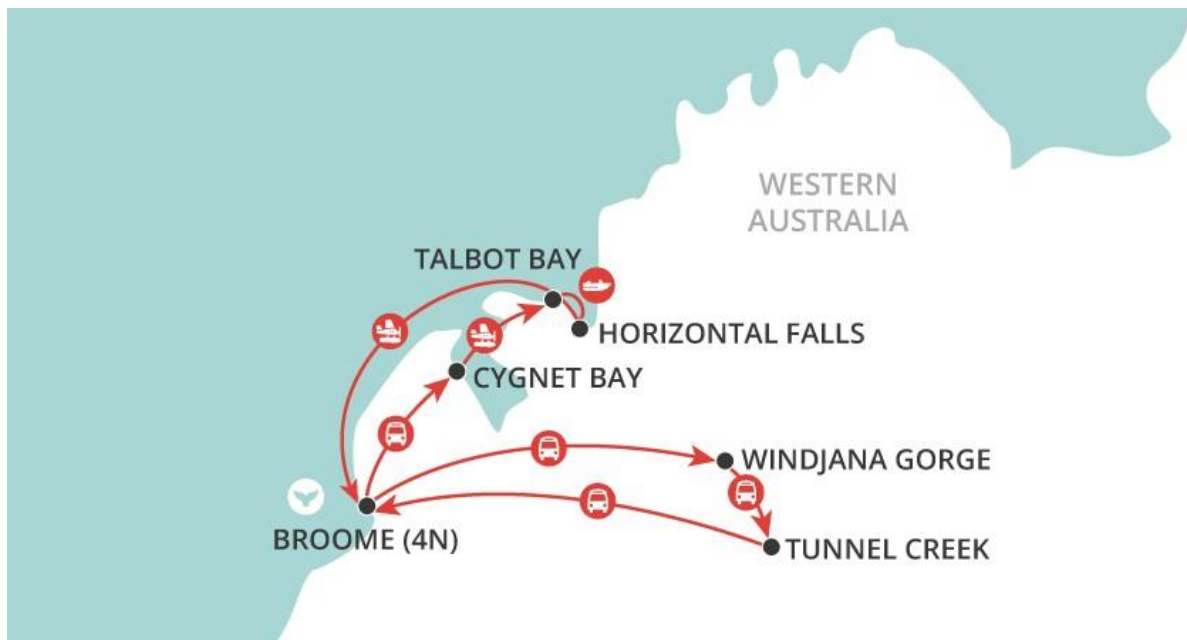 WESTERN
AUSTRALIA
TALBOT BAY
HORIZONTAL FALLS
CYGNET BAY
WINDJANA GORGE
BROOME (4N)
TUNNEL CREEK